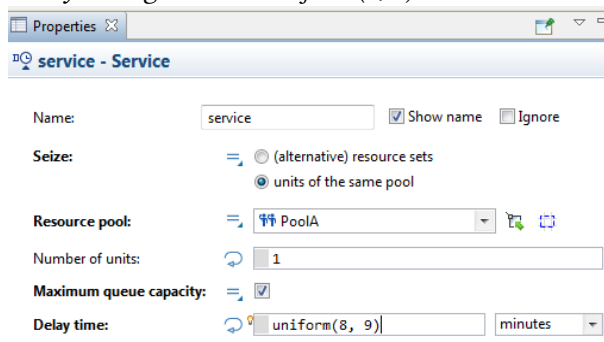 Properties
service - Service
Name: service Show name Ignore
Seize: (alternative) resource sets
units of the same pool
Resource pool: PoolA
Number of units: 1
Maximum queue capacity:
Delay time: uniform(8, 9) minutes